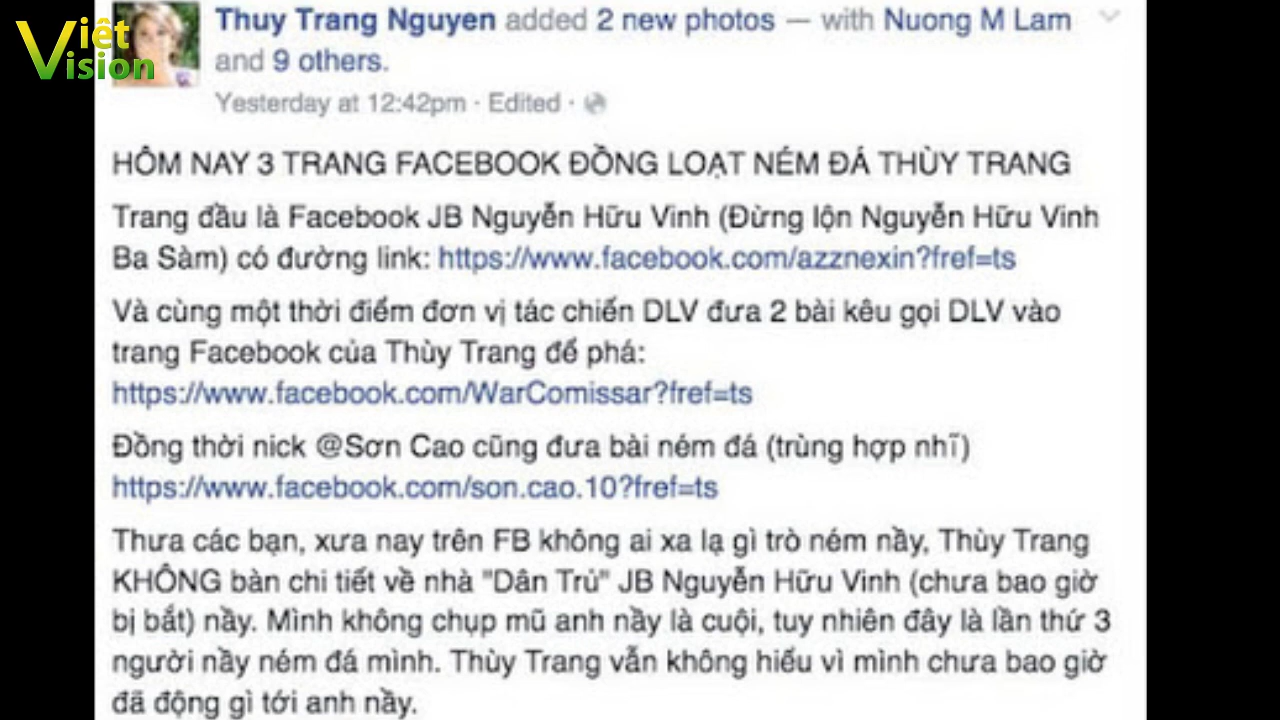 Việt
Vision
Thuy Trang Nguyen added 2 new photos — with Nuong M Lam
and 9 others.
Yesterday at 12:42pm · Edited ·
HÔM NAY 3 TRANG FACEBOOK ĐỒNG LOẠT NÉM ĐÁ THÙY TRANG
Trang đầu là Facebook JB Nguyễn Hữu Vinh (Đừng lộn Nguyễn Hữu Vinh
Ba Sàm) có đường link: https://www.facebook.com/azznexin?fref=ts
Và cùng một thời điểm đơn vị tác chiến DLV đưa 2 bài kêu gọi DLV vào
trang Facebook của Thùy Trang để phá:
https://www.facebook.com/WarComissar?fref=ts
Đồng thời nick @Sơn Cao cũng đưa bài ném đá (trùng hợp nhĩ)
https://www.facebook.com/son.cao.10?fref=ts
Thưa các bạn, xưa nay trên FB không ai xa lạ gì trò ném nầy, Thùy Trang
KHÔNG bàn chi tiết về nhà "Dân Trủ" JB Nguyễn Hữu Vinh (chưa bao giờ
bị bắt) nầy. Mình không chụp mũ anh nầy là cuội, tuy nhiên đây là lần thứ 3
người nầy ném đá mình. Thùy Trang vẫn không hiểu vì mình chưa bao giờ
đã động gì tới anh nầy.